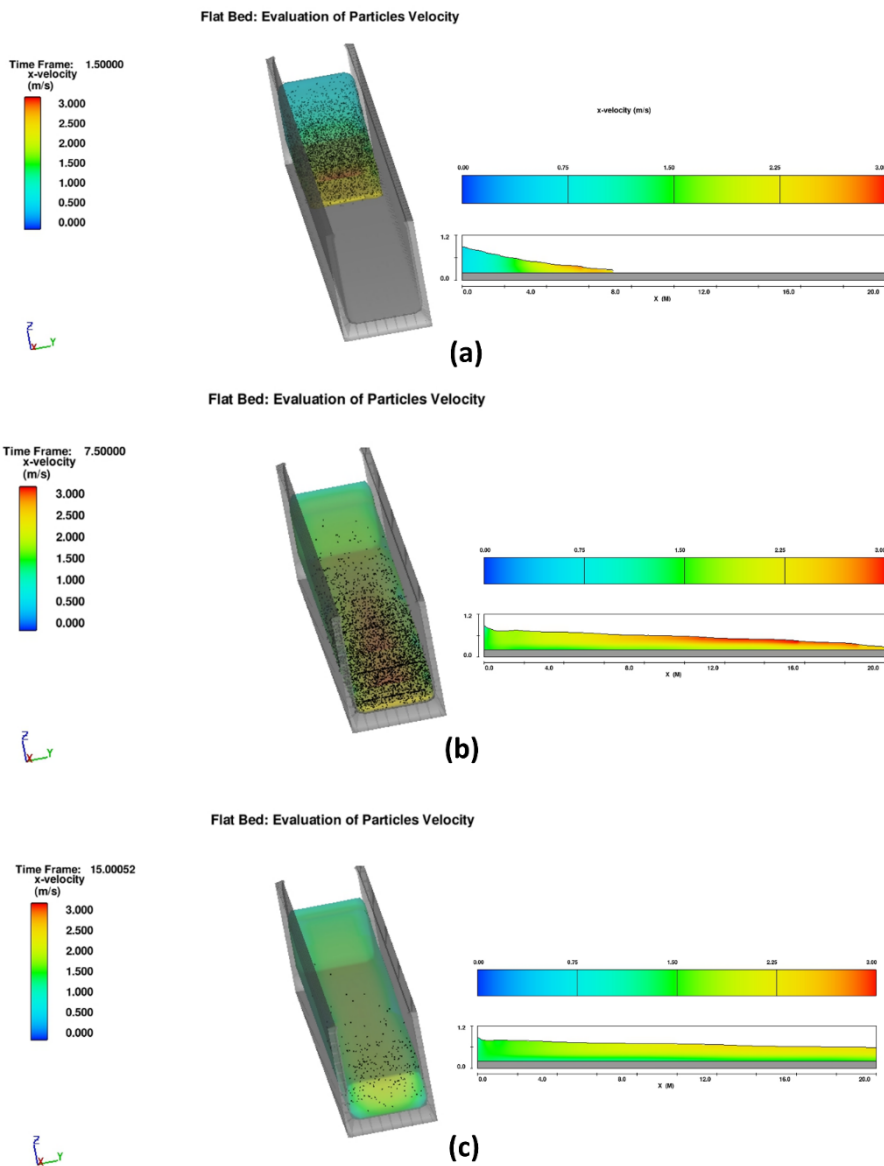 Flat Bed: Evaluation of Particles Velocity
Time Frame: 1.50000
x-velocity
(m/s)
3.000
2.500
2.000
1.500
1.000
0.500
0.000
x-velocity (m/s)
0.00 0.75 1.50 2.25 3.00
1.2
0.0
0.0 4.0 8.0 12.0 16.0 20.0
X (M)
Z
X Y
(a)
Flat Bed: Evaluation of Particles Velocity
Time Frame: 7.50000
x-velocity
(m/s)
3.000
2.500
2.000
1.500
1.000
0.500
0.000
0.00 0.75 1.50 2.25 3.00
1.2
0.0
0.0 4.0 8.0 12.0 16.0 20.0
X (M)
Z
X Y
(b)
Flat Bed: Evaluation of Particles Velocity
Time Frame: 15.00052
x-velocity
(m/s)
3.000
2.500
2.000
1.500
1.000
0.500
0.000
0.00 0.75 1.50 2.25 3.00
1.2
0.0
0.0 4.0 8.0 12.0 16.0 20.0
X (M)
Z
X Y
(c)